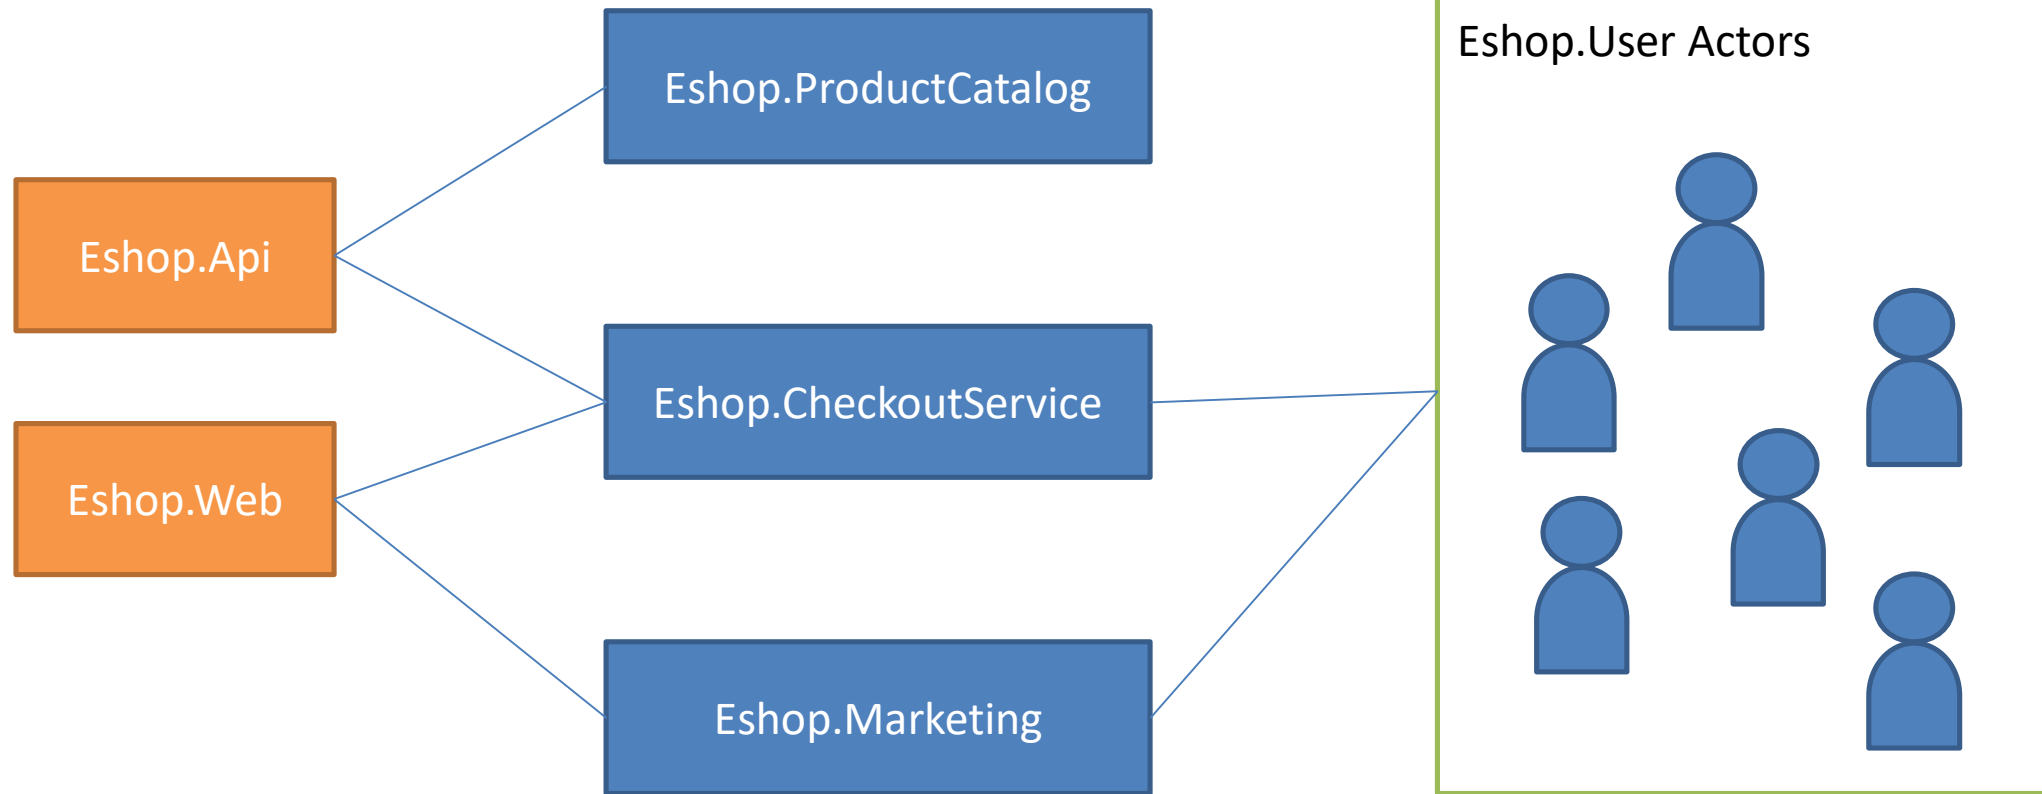 Eshop.User Actors
Eshop.ProductCatalog
Eshop.Api
Eshop.CheckoutService
Eshop.Web
Eshop.Marketing